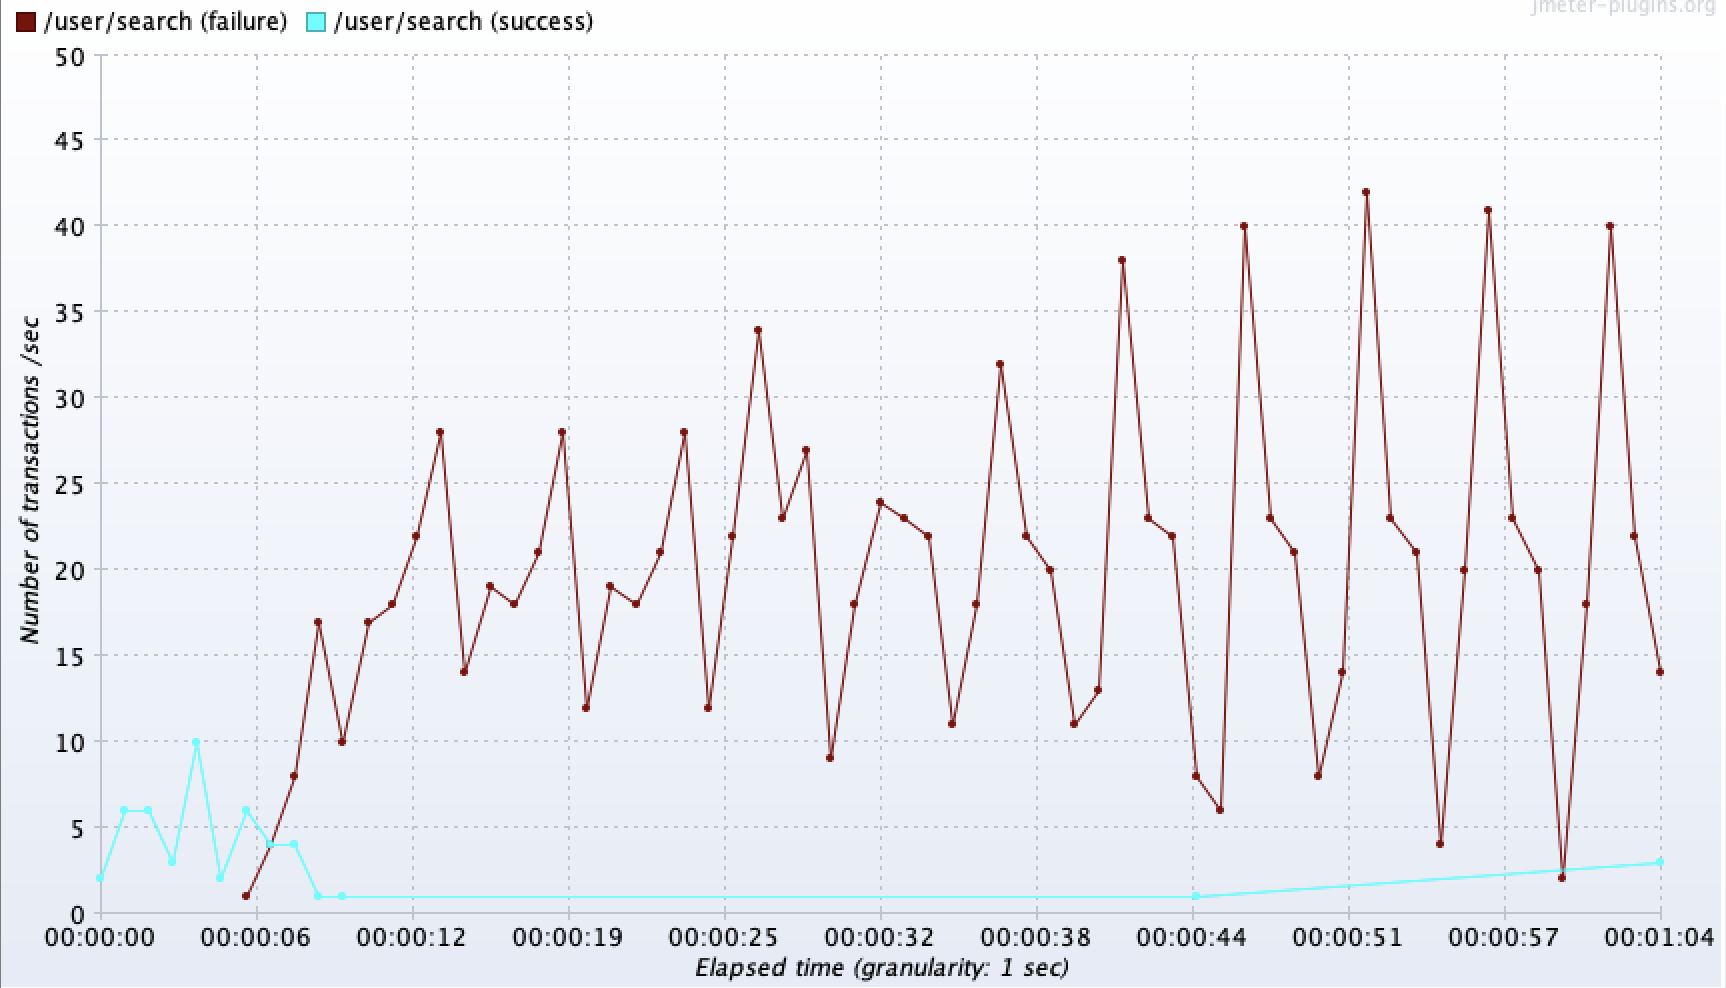 jmeter-plugins.org
/user/search (failure) /user/search (success)
50
45
40
35
30
25
20
15
10
5
0
Number of transactions /sec
00:00:00 00:00:06 00:00:12 00:00:19 00:00:25 00:00:32 00:00:38 00:00:44 00:00:51 00:00:57 00:01:04
Elapsed time (granularity: 1 sec)